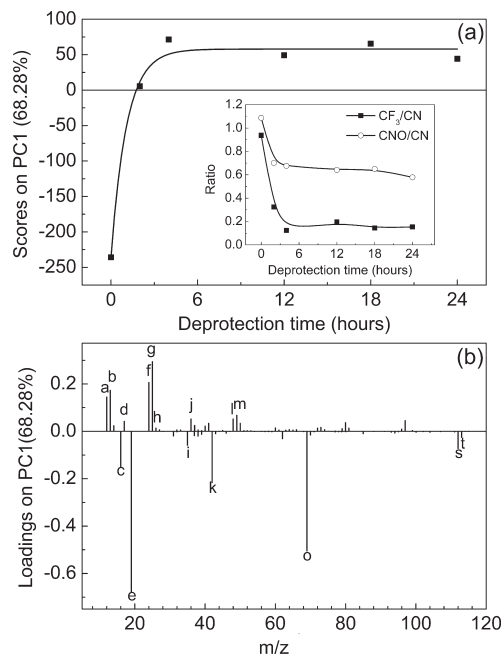 (a)
Scores on PC1 (68.28%)
100
50
0
-50
-100
-150
-200
-250
0 6 12 18 24
Deprotection time (hours)
CF3/CN
CNO/CN
Ratio
1.2
1.0
0.8
0.6
0.4
0.2
0.0
0 6 12 18 24
Deprotection time (hours)
(b)
Loadings on PC1(68.28%)
0.2
0.0
-0.2
-0.4
-0.6
a b c d e f g h i j k l m o s t
20 40 60 80 100 120
m/z